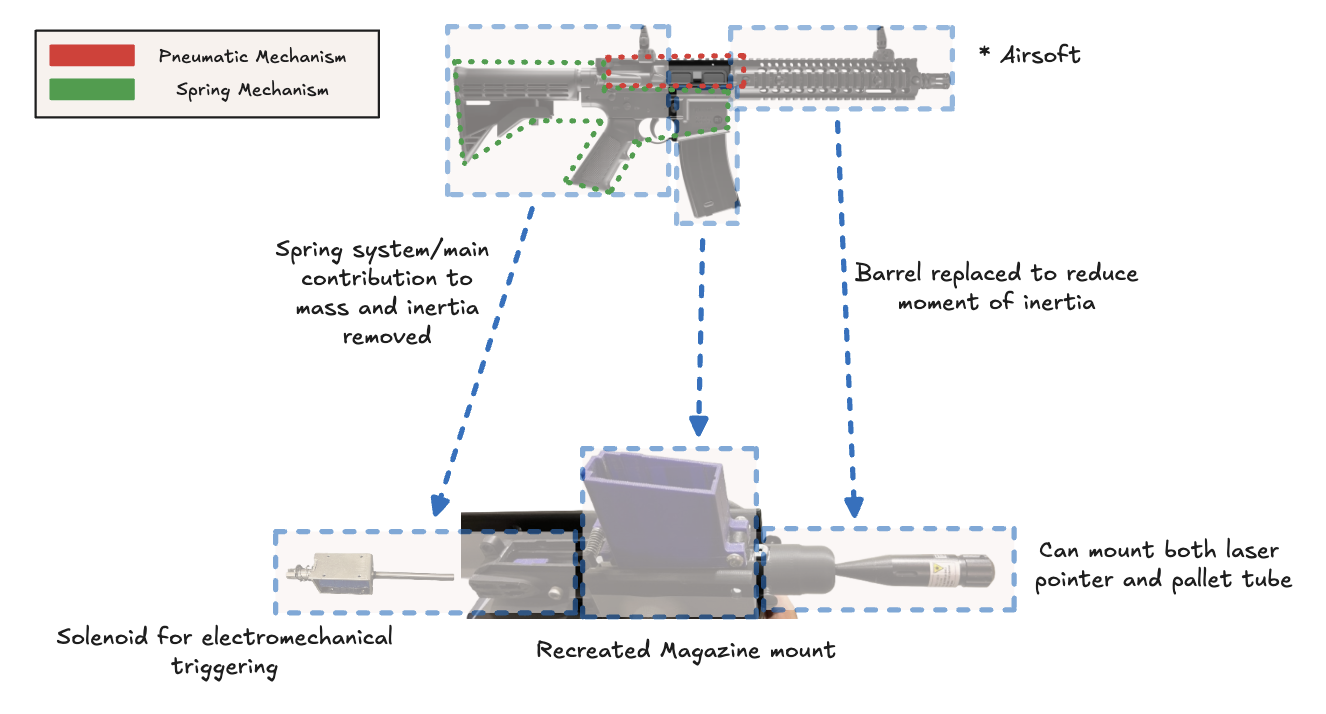 Pneumatic Mechanism
Spring Mechanism
* Airsoft
Spring system/main
contribution to
mass and inertia
removed
Barrel replaced to reduce
moment of inertia
Can mount both laser
pointer and pallet tube
Solenoid for electromechanical
triggering
Recreated Magazine mount